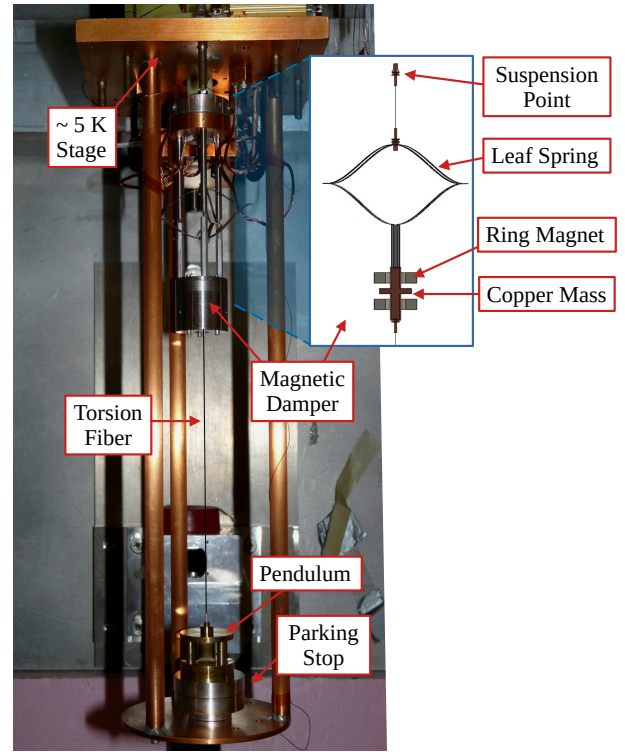 Suspension
Point
~ 5 K
Stage
Leaf Spring
Ring Magnet
Copper Mass
Magnetic
Damper
Torsion
Fiber
Pendulum
Parking
Stop